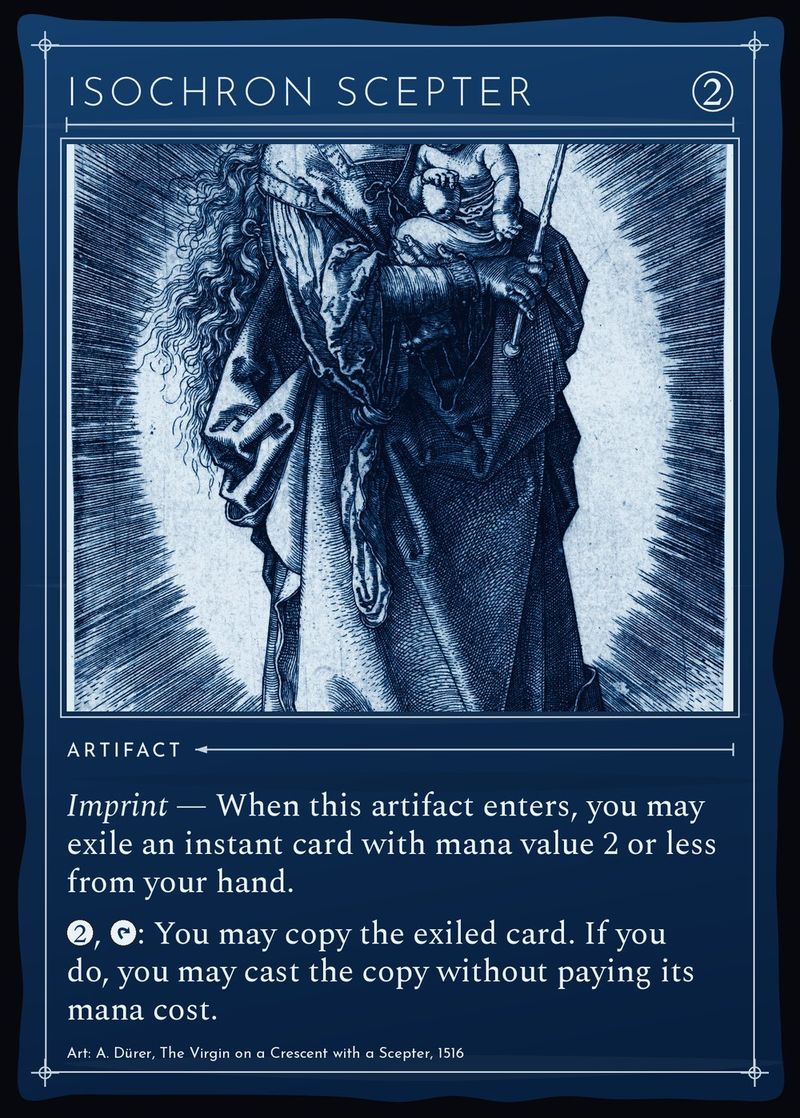 ISOCHRON SCEPTER 2
ARTIFACT
Imprint — When this artifact enters, you may
exile an instant card with mana value 2 or less
from your hand.
2, : You may copy the exiled card. If you
do, you may cast the copy without paying its
mana cost.
Art: A. Dürer, The Virgin on a Crescent with a Scepter, 1516